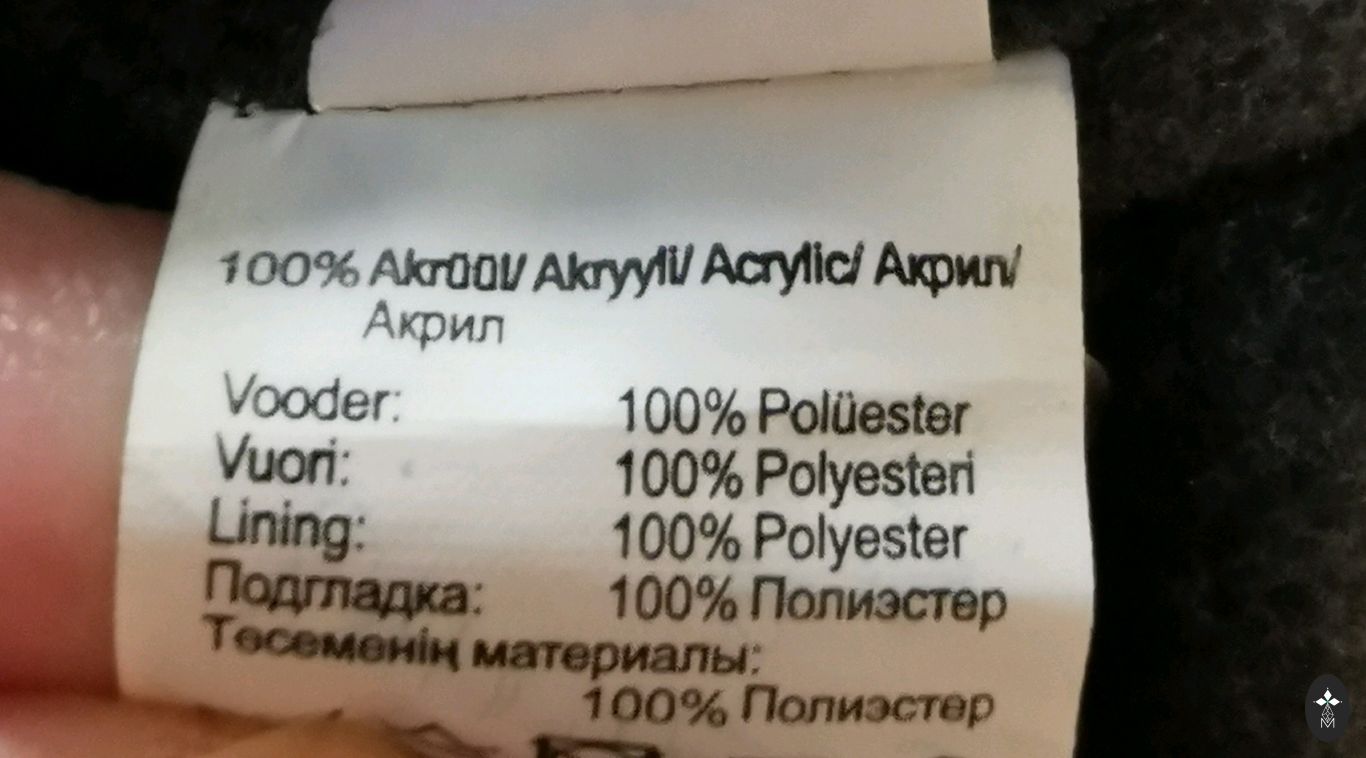 100% Akrüül/ Akryyli/ Acrylic/ Акрил/
Акрил
Vooder: 100% Polüester
Vuori: 100% Polyesteri
Lining: 100% Polyester
Подгладка: 100% Полиэстер
Төсеменің материалы:
100% Полиэстер